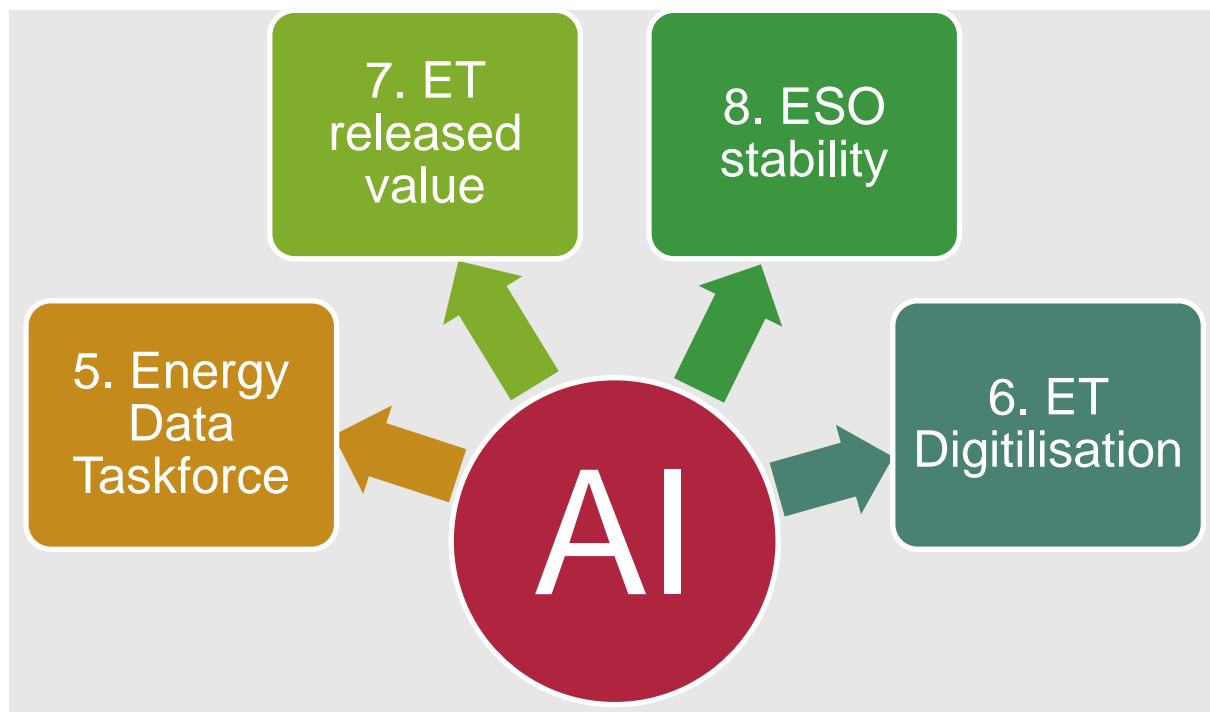 7. ET
released
value
8. ESO
stability
5. Energy
Data
Taskforce
6. ET
Digitilisation
AI